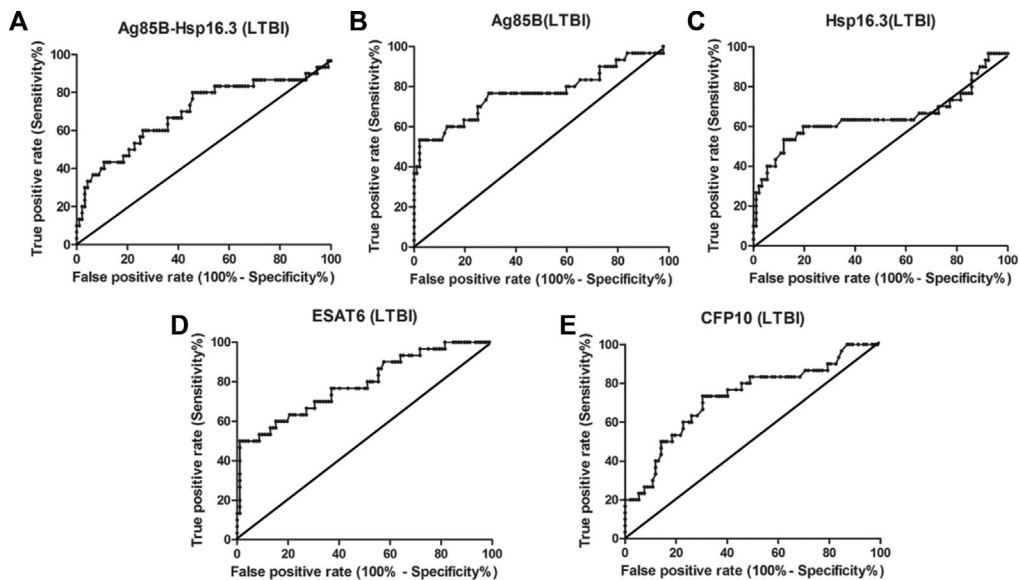 A
Ag85B-Hsp16.3 (LTBI)
True positive rate (Sensitivity%)
100
80
60
40
20
0
0 20 40 60 80 100
False positive rate (100% - Specificity%)
B
Ag85B(LTBI)
True positive rate (Sensitivity%)
100
80
60
40
20
0
0 20 40 60 80 100
False positive rate (100% - Specificity%)
C
Hsp16.3(LTBI)
True positive rate (Sensitivity%)
100
80
60
40
20
0
0 20 40 60 80 100
False positive rate (100% - Specificity%)
D
ESAT6 (LTBI)
True positive rate (Sensitivity%)
100
80
60
40
20
0
0 20 40 60 80 100
False positive rate (100% - Specificity%)
E
CFP10 (LTBI)
True positive rate (Sensitivity%)
100
80
60
40
20
0
0 20 40 60 80 100
False positive rate (100% - Specificity%)